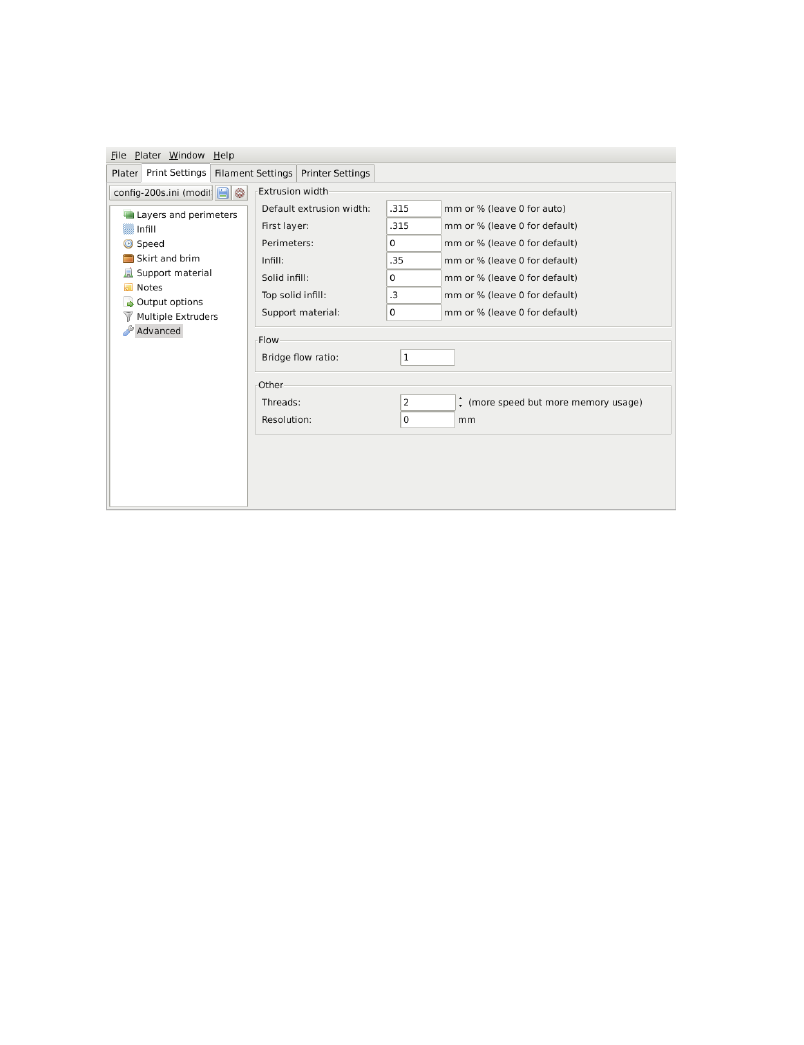 File Plater Window Help
Plater Print Settings Filament Settings Printer Settings
config-200s.ini (modif
Layers and perimeters
Infill
Speed
Skirt and brim
Support material
Notes
Output options
Multiple Extruders
Advanced
Extrusion width
Default extrusion width: .315 mm or % (leave 0 for auto)
First layer: .315 mm or % (leave 0 for default)
Perimeters: 0 mm or % (leave 0 for default)
Infill: .35 mm or % (leave 0 for default)
Solid infill: 0 mm or % (leave 0 for default)
Top solid infill: .3 mm or % (leave 0 for default)
Support material: 0 mm or % (leave 0 for default)
Flow
Bridge flow ratio: 1
Other
Threads: 2 (more speed but more memory usage)
Resolution: 0 mm